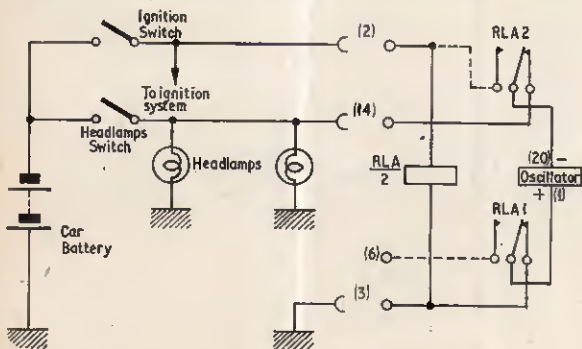 Ignition
Switch
(2)
RLA 2
To ignition
system
(14)
Headlamps
Switch
Headlamps
RLA
2
(20) -
Oscillator
+ (1)
Car
Battery
(6)
RLA 1
(3)